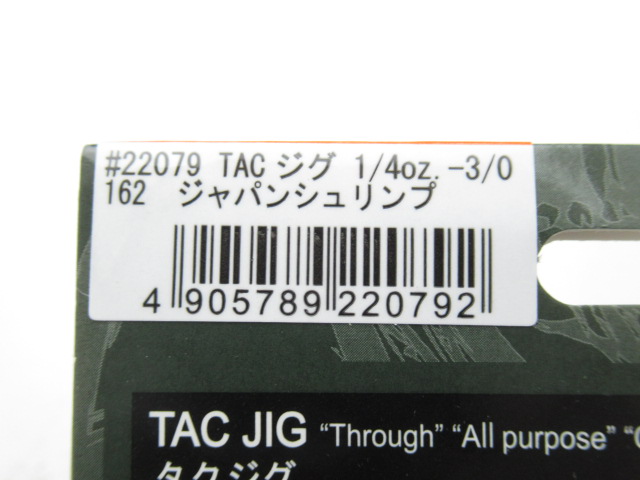 #22079 TAC ジグ 1/4oz.-3/0
162 ジャパンシュリンプ
4 905789 220792
TAC JIG “Through” “All purpose”
タクジグ